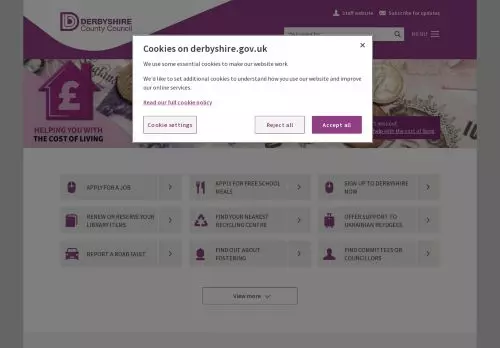 DERBYSHIRE
County Council
Staff website
Subscribe for updates
MENU
Cookies on derbyshire.gov.uk
We use some essential cookies to make our website work.
We'd like to set additional cookies to understand how you use our website and improve
our online services.
Read our full cookie policy
Cookie settings
Reject all
Accept all
£
HELPING YOU WITH
THE COST OF LIVING
help with the cost of living
APPLY FOR A JOB
APPLY FOR FREE SCHOOL
MEALS
SIGN UP TO DERBYSHIRE
NOW
RENEW OR RESERVE YOUR
LIBRARY ITEMS
FIND YOUR NEAREST
RECYCLING CENTRE
OFFER SUPPORT TO
UKRAINIAN REFUGEES
REPORT A ROAD FAULT
FIND OUT ABOUT
FOSTERING
FIND COMMITTEES OR
COUNCILLORS
View more